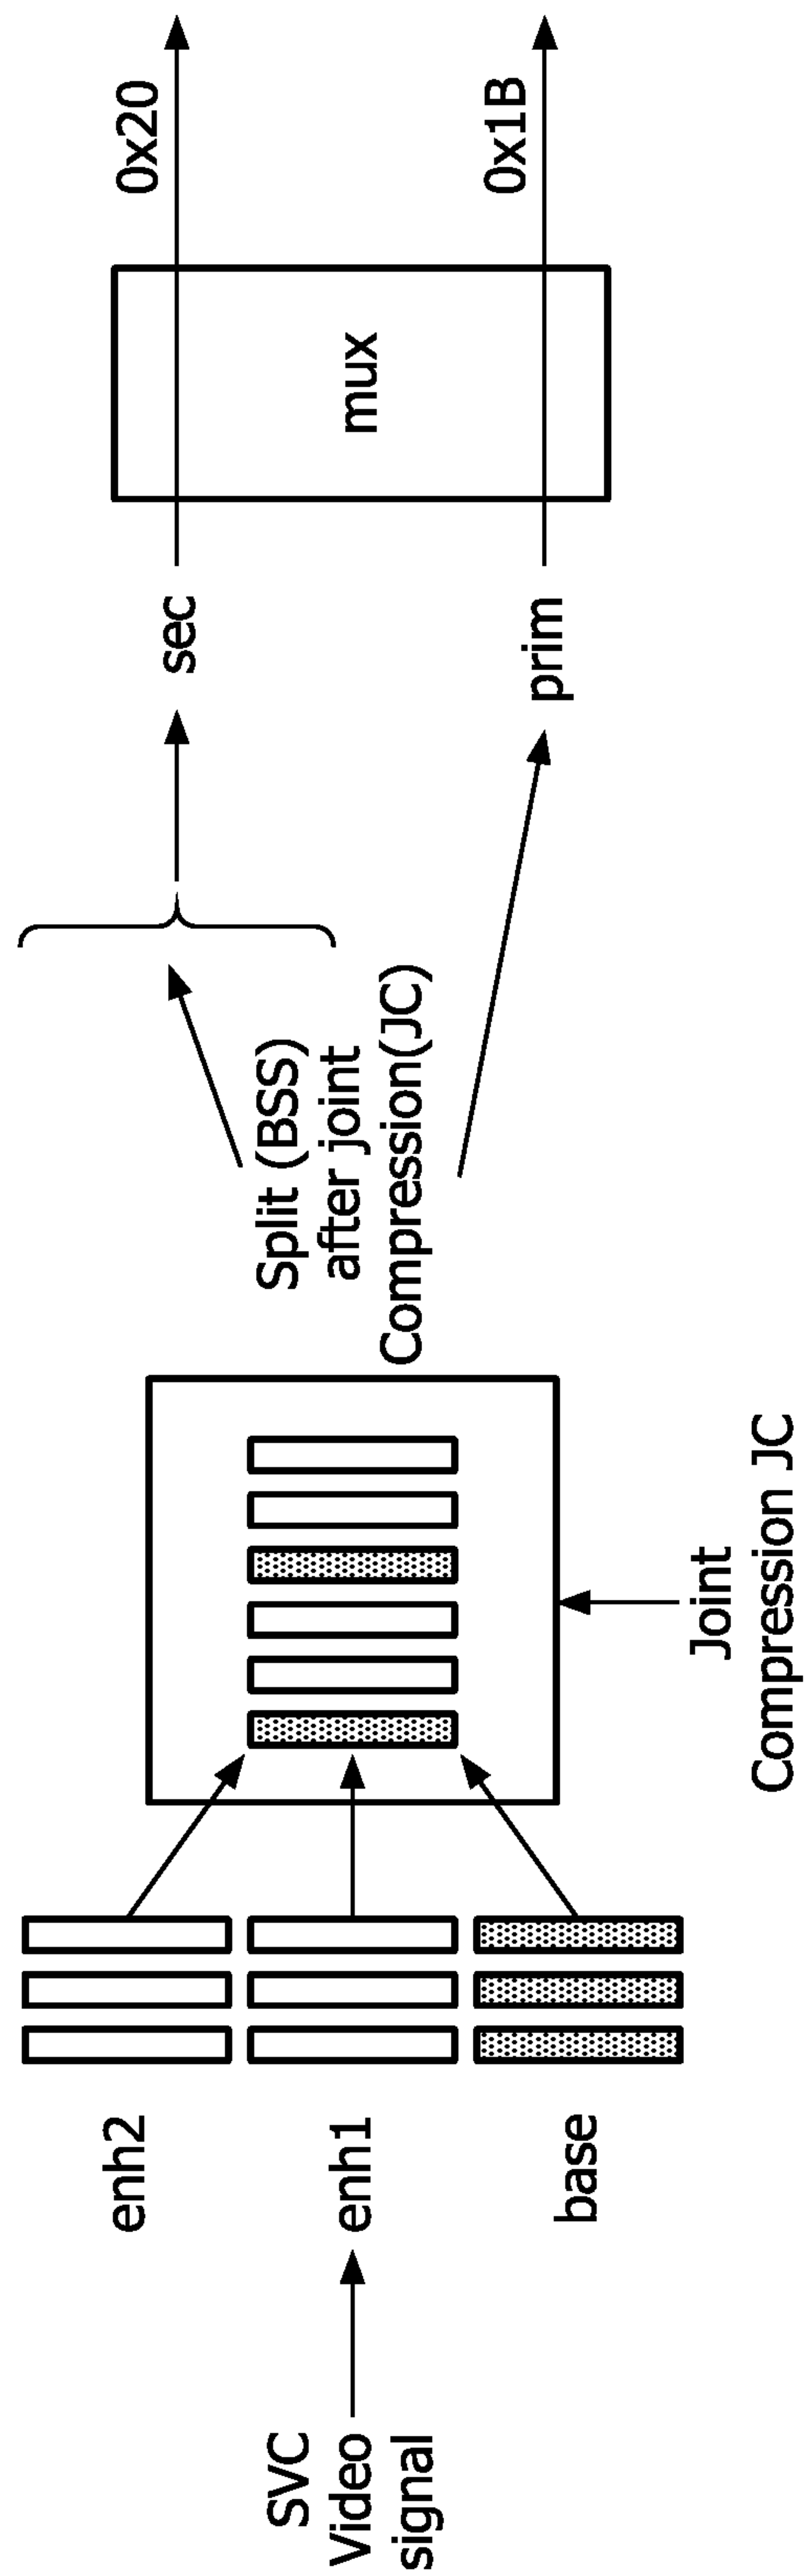 SVC
Video
signal
enh2
enh1
base
Joint
Compression JC
Split (BSS)
after joint
Compression(JC)
sec
prim
mux
0x20
0x1B